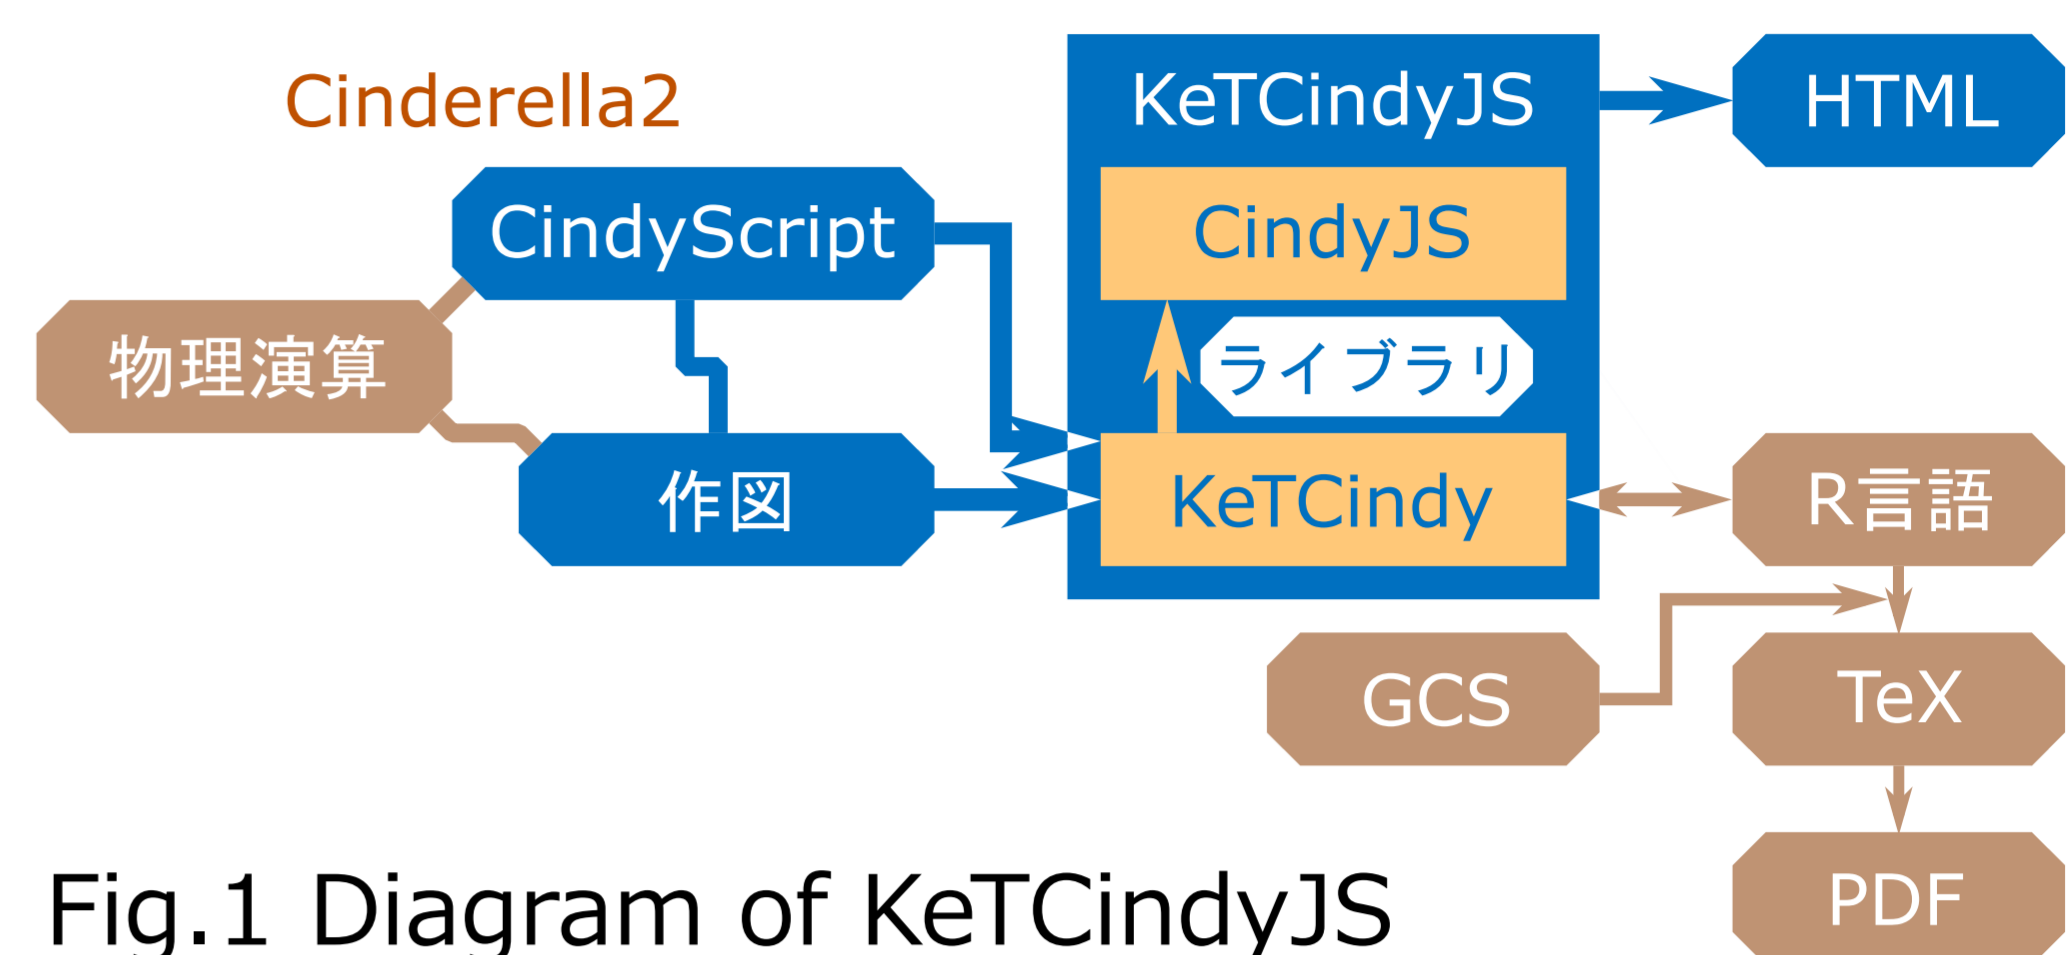 Cinderella2
KeTCindyJS
HTML
CindyScript
CindyJS
物理演算
ライブラリ
作図
KeTCindy
R言語
GCS
TeX
PDF
Fig.1 Diagram of KeTCindyJS